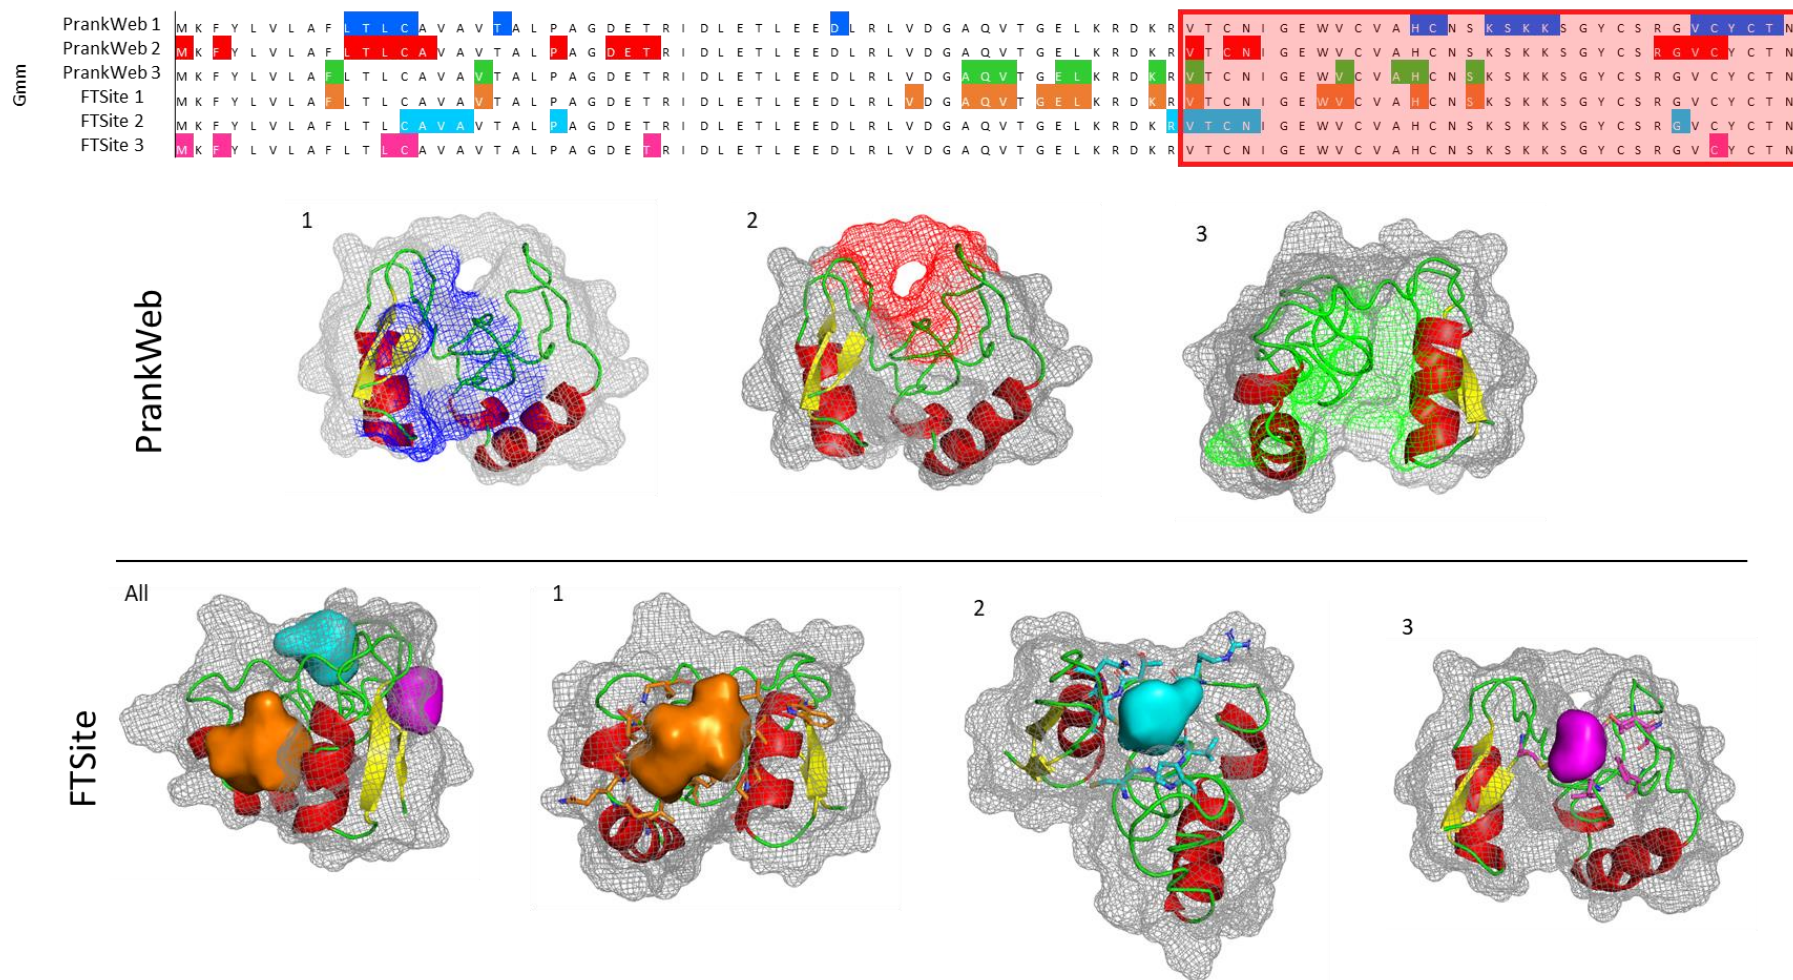 Gmm
PrankWeb 1 M K F Y L V L A F L T L C A V A V T A L P A G D E T R I D L E T L E E D L R L V D G A Q V T G E L K R D K R V T C N I G E W V C V A H C N S K S K K S G Y C S R G V C Y C T N
PrankWeb 2 M K F Y L V L A F L T L C A V A V T A L P A G D E T R I D L E T L E E D L R L V D G A Q V T G E L K R D K R V T C N I G E W V C V A H C N S K S K K S G Y C S R G V C Y C T N
PrankWeb 3 M K F Y L V L A F L T L C A V A V T A L P A G D E T R I D L E T L E E D L R L V D G A Q V T G E L K R D K R V T C N I G E W V C V A H C N S K S K K S G Y C S R G V C Y C T N
FTSite 1 M K F Y L V L A F L T L C A V A V T A L P A G D E T R I D L E T L E E D L R L V D G A Q V T G E L K R D K R V T C N I G E W V C V A H C N S K S K K S G Y C S R G V C Y C T N
FTSite 2 M K F Y L V L A F L T L C A V A V T A L P A G D E T R I D L E T L E E D L R L V D G A Q V T G E L K R D K R V T C N I G E W V C V A H C N S K S K K S G Y C S R G V C Y C T N
FTSite 3 M K F Y L V L A F L T L C A V A V T A L P A G D E T R I D L E T L E E D L R L V D G A Q V T G E L K R D K R V T C N I G E W V C V A H C N S K S K K S G Y C S R G V C Y C T N
PrankWeb
1
2
3
FTSite
All
1
2
3